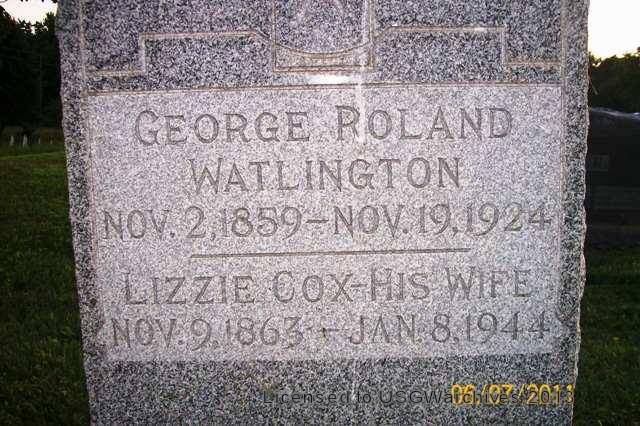 GEORGE ROLAND
WATLINGTON
NOV. 2, 1859 – NOV. 19, 1924
LIZZIE COX-HIS WIFE
NOV. 9, 1863 – JAN. 8, 1944
06/07/2013
Licensed to USGWarchives 2013